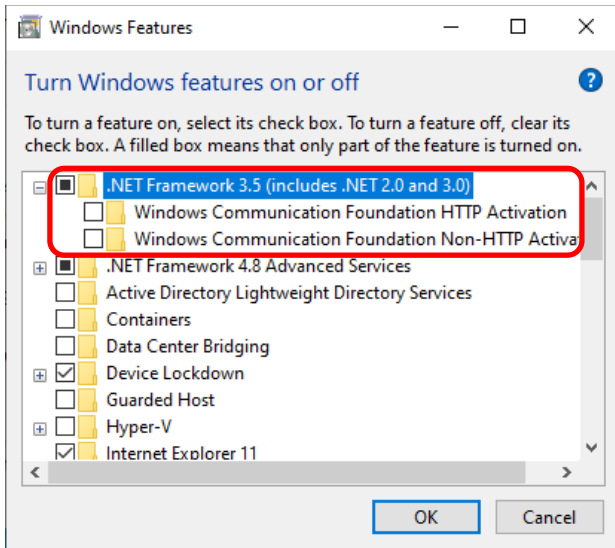 Windows Features
Turn Windows features on or off
?
To turn a feature on, select its check box. To turn a feature off, clear its
check box. A filled box means that only part of the feature is turned on.
.NET Framework 3.5 (includes .NET 2.0 and 3.0)
Windows Communication Foundation HTTP Activation
Windows Communication Foundation Non-HTTP Activat
.NET Framework 4.8 Advanced Services
Active Directory Lightweight Directory Services
Containers
Data Center Bridging
Device Lockdown
Guarded Host
Hyper-V
Internet Explorer 11
OK
Cancel